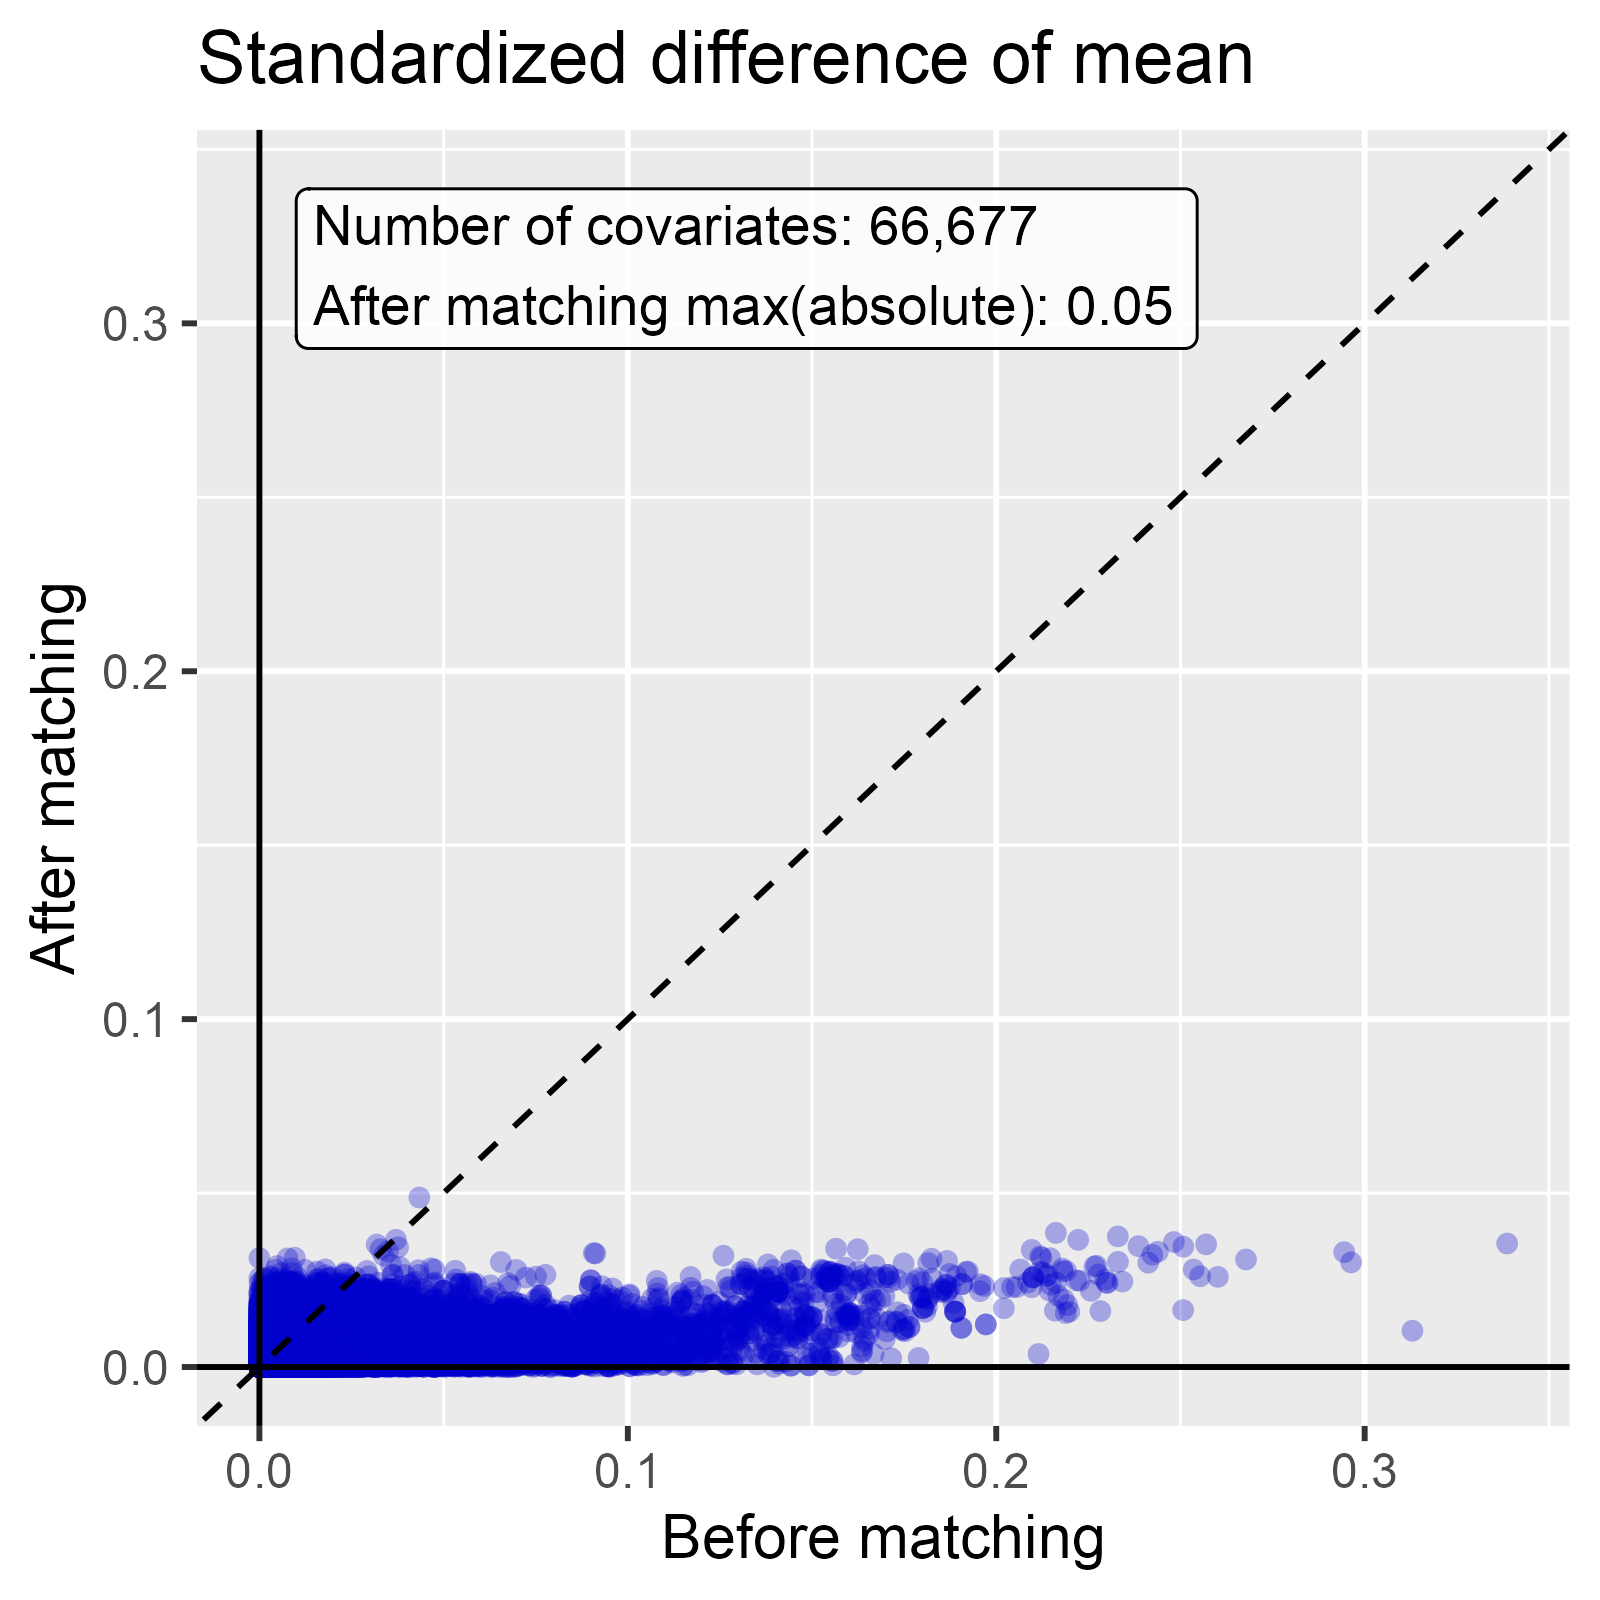 Standardized difference of mean
Number of covariates: 66,677
After matching max(absolute): 0.05
After matching
0.3
0.2
0.1
0.0
0.0 0.1 0.2 0.3
Before matching